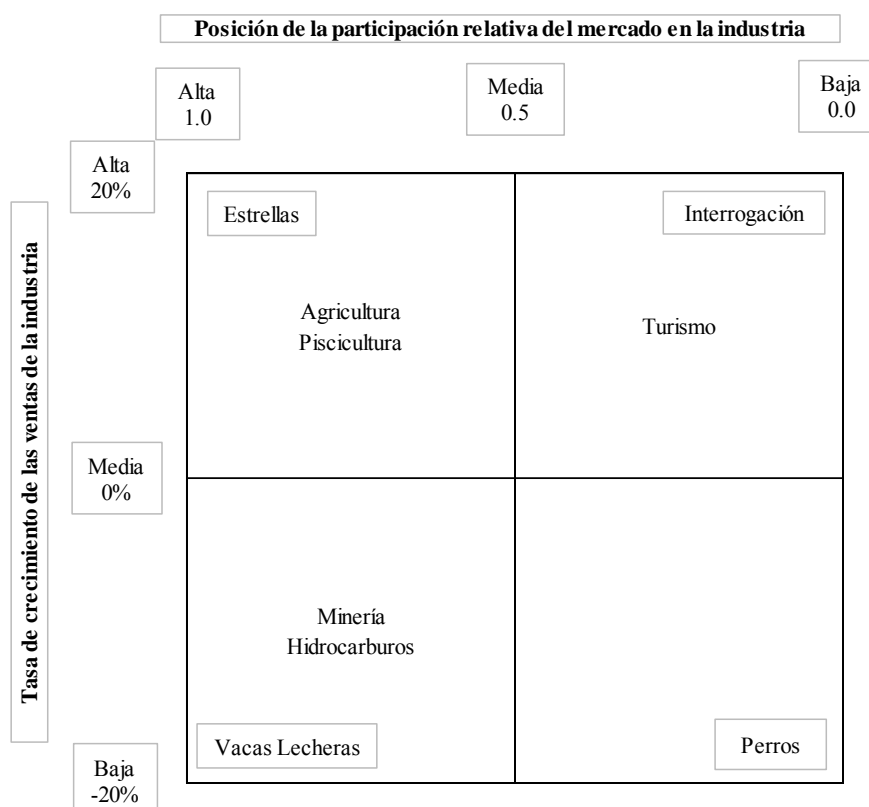 Posición de la participación relativa del mercado en la industria
Alta
1.0
Media
0.5
Baja
0.0
Alta
20%
Estrellas
Interrogación
Agricultura
Piscicultura
Turismo
Tasa de crecimiento de las ventas de la industria
Media
0%
Minería
Hidrocarburos
Vacas Lecheras
Perros
Baja
-20%